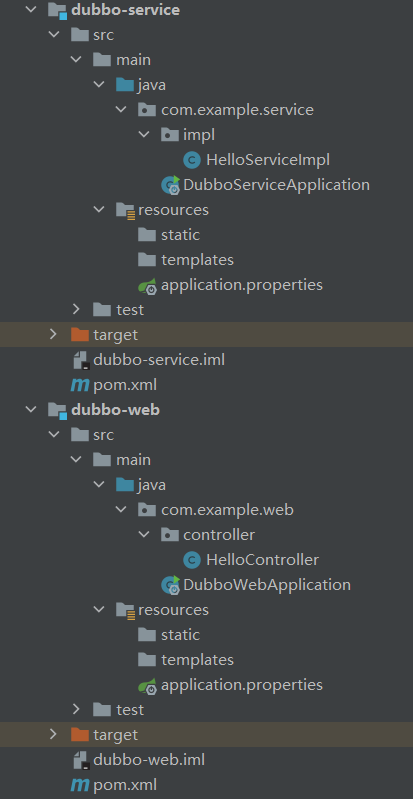 dubbo-service
src
main
java
com.example.service
impl
HelloServiceImpl
DubboServiceApplication
resources
static
templates
application.properties
test
target
dubbo-service.iml
pom.xml
dubbo-web
src
main
java
com.example.web
controller
HelloController
DubboWebApplication
resources
static
templates
application.properties
test
target
dubbo-web.iml
pom.xml